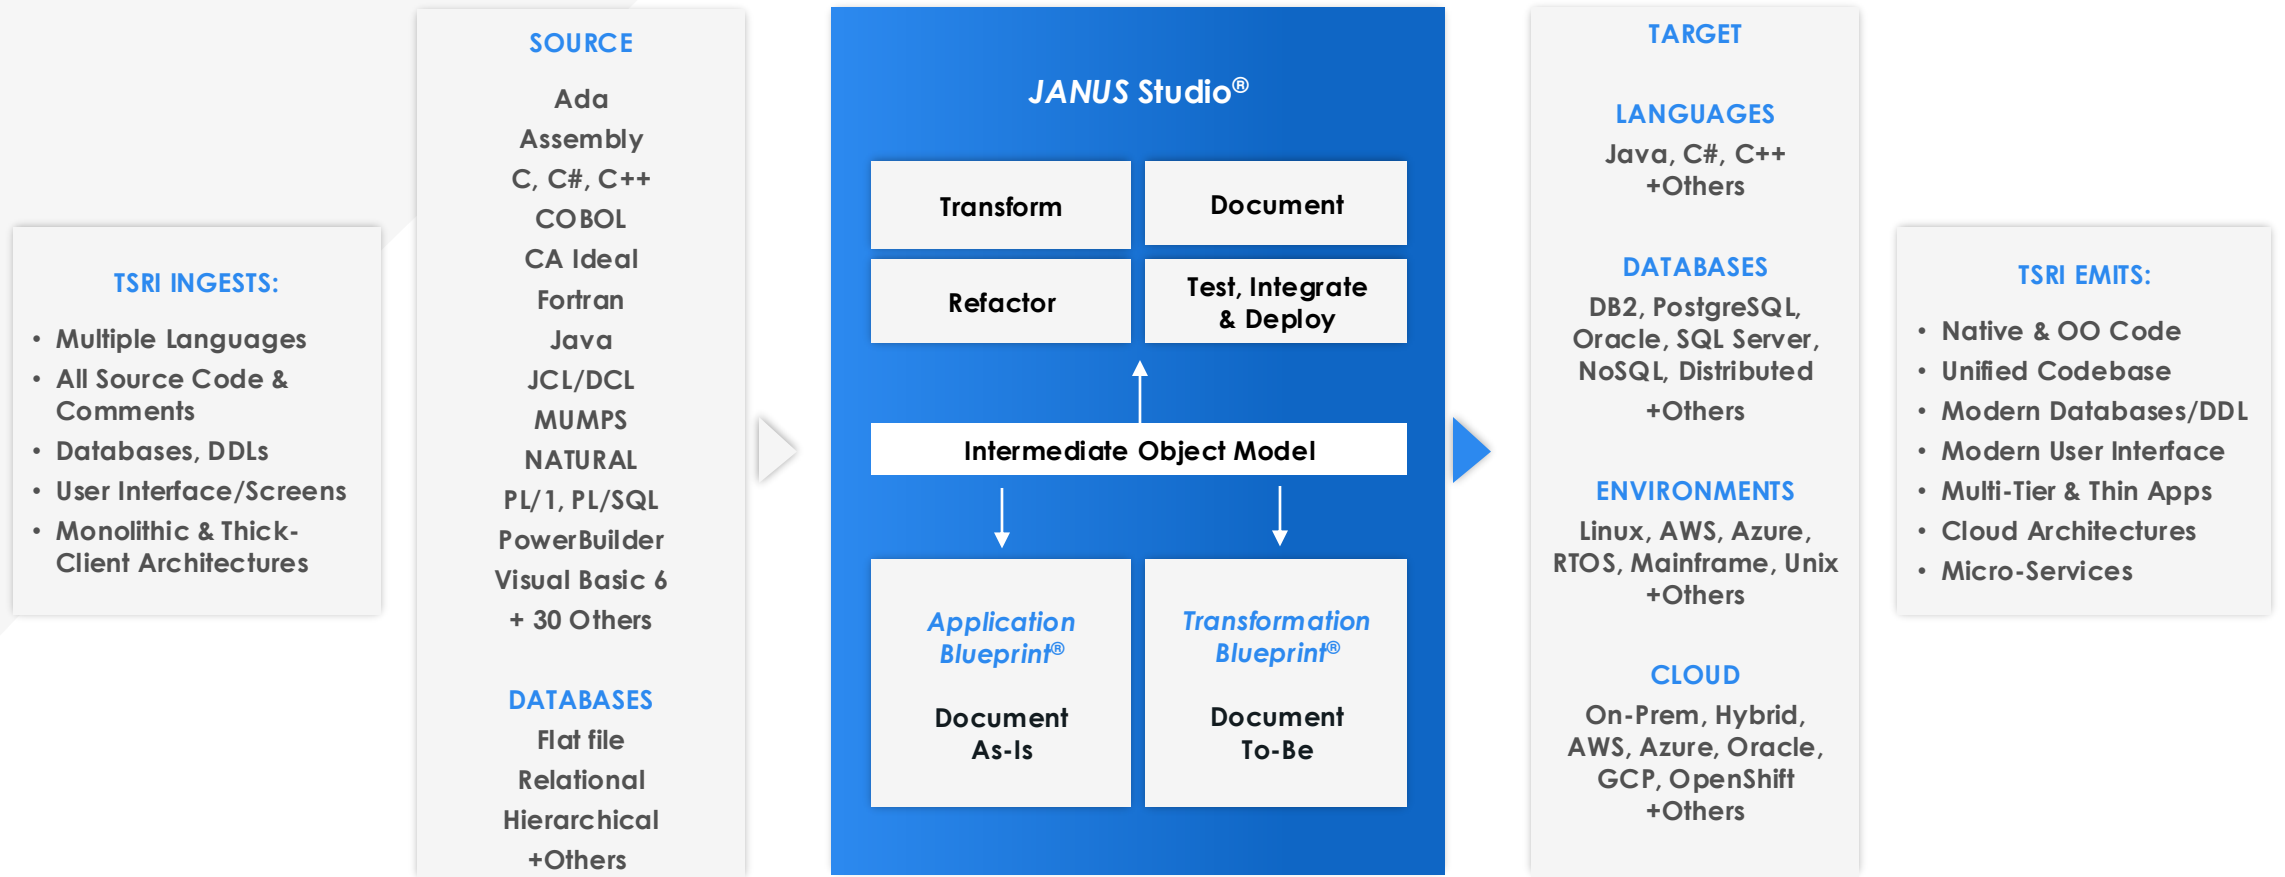 TSRI INGESTS:
• Multiple Languages
• All Source Code &
Comments
• Databases, DDLs
• User Interface/Screens
• Monolithic & Thick-
Client Architectures
SOURCE
Ada
Assembly
C, C#, C++
COBOL
CA Ideal
Fortran
Java
JCL/DCL
MUMPS
NATURAL
PL/1, PL/SQL
PowerBuilder
Visual Basic 6
+ 30 Others
DATABASES
Flat file
Relational
Hierarchical
+Others
JANUS Studio®
Transform
Document
Refactor
Test, Integrate
& Deploy
Intermediate Object Model
Application
Blueprint®
Document
As-Is
Transformation
Blueprint®
Document
To-Be
TARGET
LANGUAGES
Java, C#, C++
+Others
DATABASES
DB2, PostgreSQL,
Oracle, SQL Server,
NoSQL, Distributed
+Others
ENVIRONMENTS
Linux, AWS, Azure,
RTOS, Mainframe, Unix
+Others
CLOUD
On-Prem, Hybrid,
AWS, Azure, Oracle,
GCP, OpenShift
+Others
TSRI EMITS:
• Native & OO Code
• Unified Codebase
• Modern Databases/DDL
• Modern User Interface
• Multi-Tier & Thin Apps
• Cloud Architectures
• Micro-Services